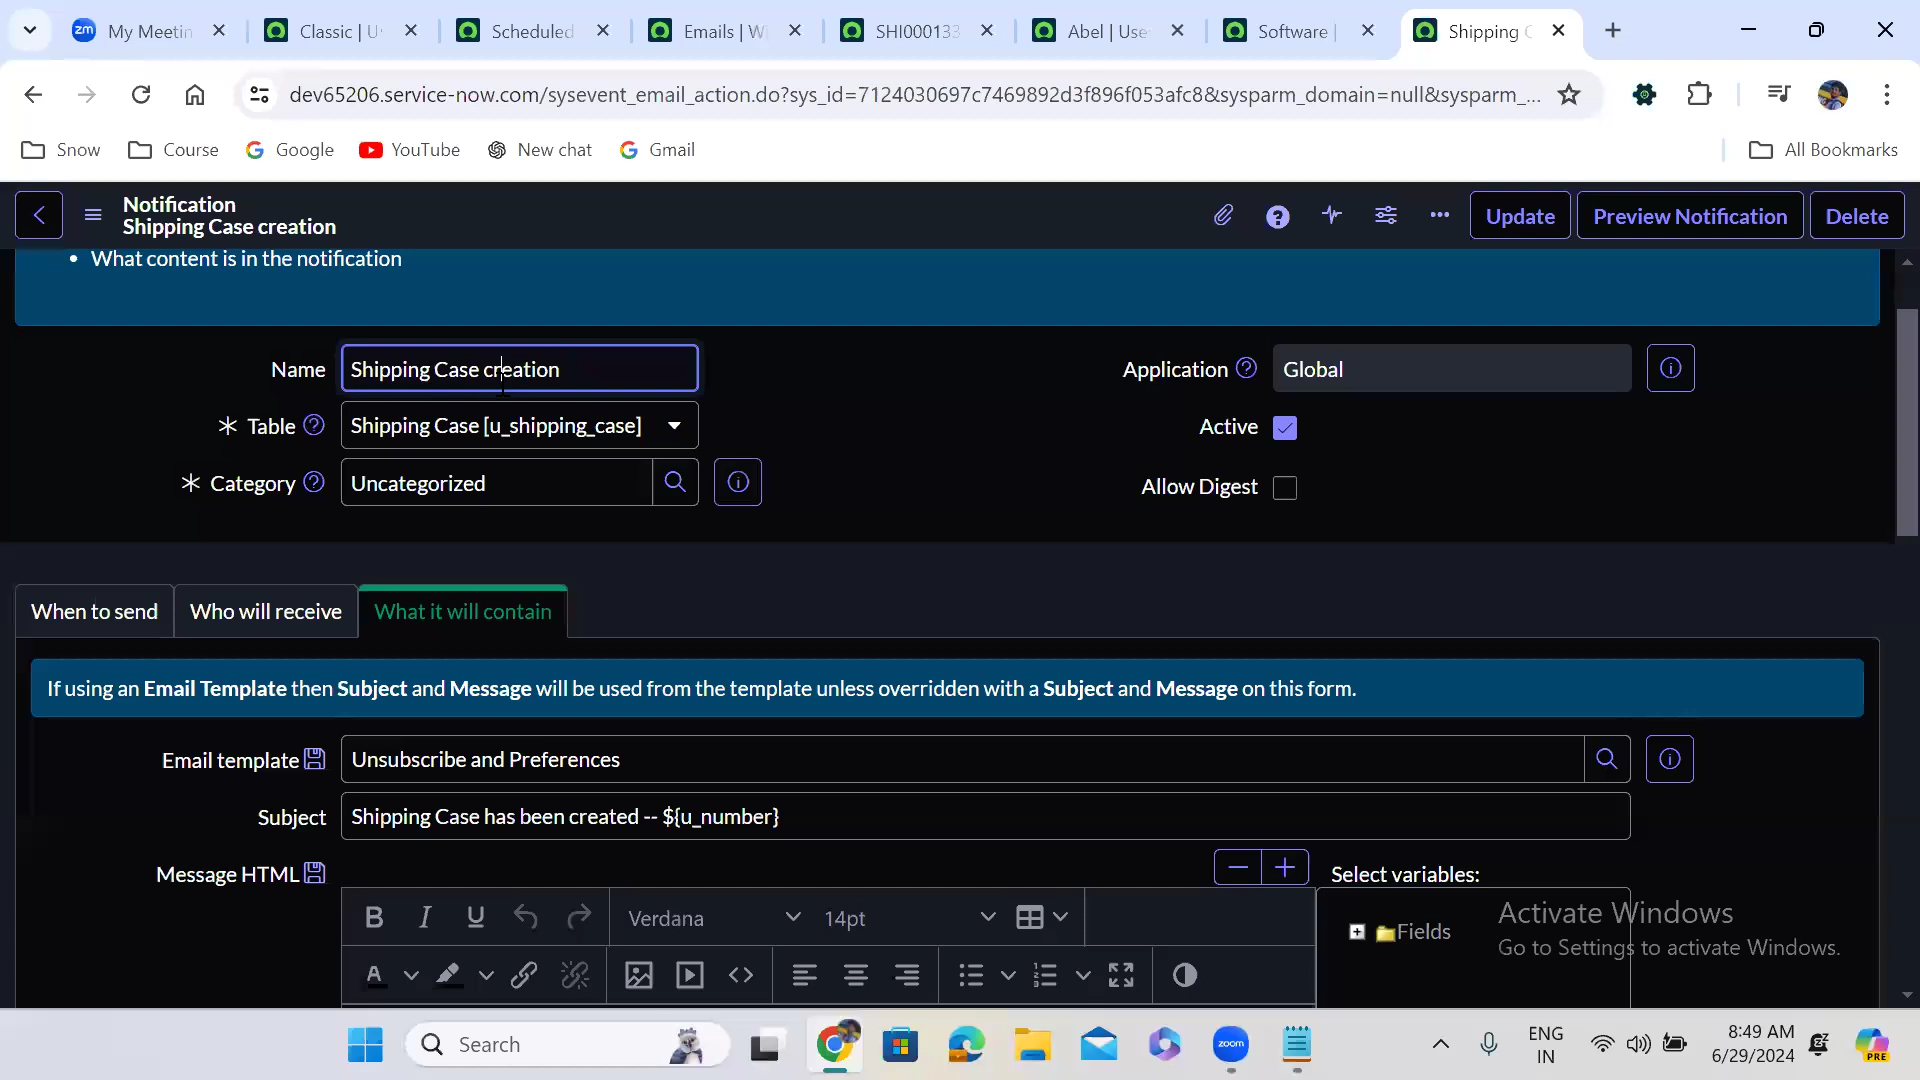 My Meetin
Classic | U
Scheduled
Emails | W
SHI000133
Abel | Use
Software |
Shipping C
dev65206.service-now.com/sysevent_email_action.do?sys_id=7124030697c7469892d3f896f053afc8&sysparm_domain=null&sysparm_...
Snow
Course
Google
YouTube
New chat
Gmail
All Bookmarks
Notification
Shipping Case creation
Update
Preview Notification
Delete
• What content is in the notification
Name
Shipping Case creation
Application
Global
Table
Shipping Case [u_shipping_case]
Active
Category
Uncategorized
Allow Digest
When to send
Who will receive
What it will contain
If using an Email Template then Subject and Message will be used from the template unless overridden with a Subject and Message on this form.
Email template
Unsubscribe and Preferences
Subject
Shipping Case has been created -- ${u_number}
Message HTML
Select variables:
Verdana
14pt
Fields
Activate Windows
Go to Settings to activate Windows.
Search
zoom
ENG
IN
8:49 AM
6/29/2024
PRE